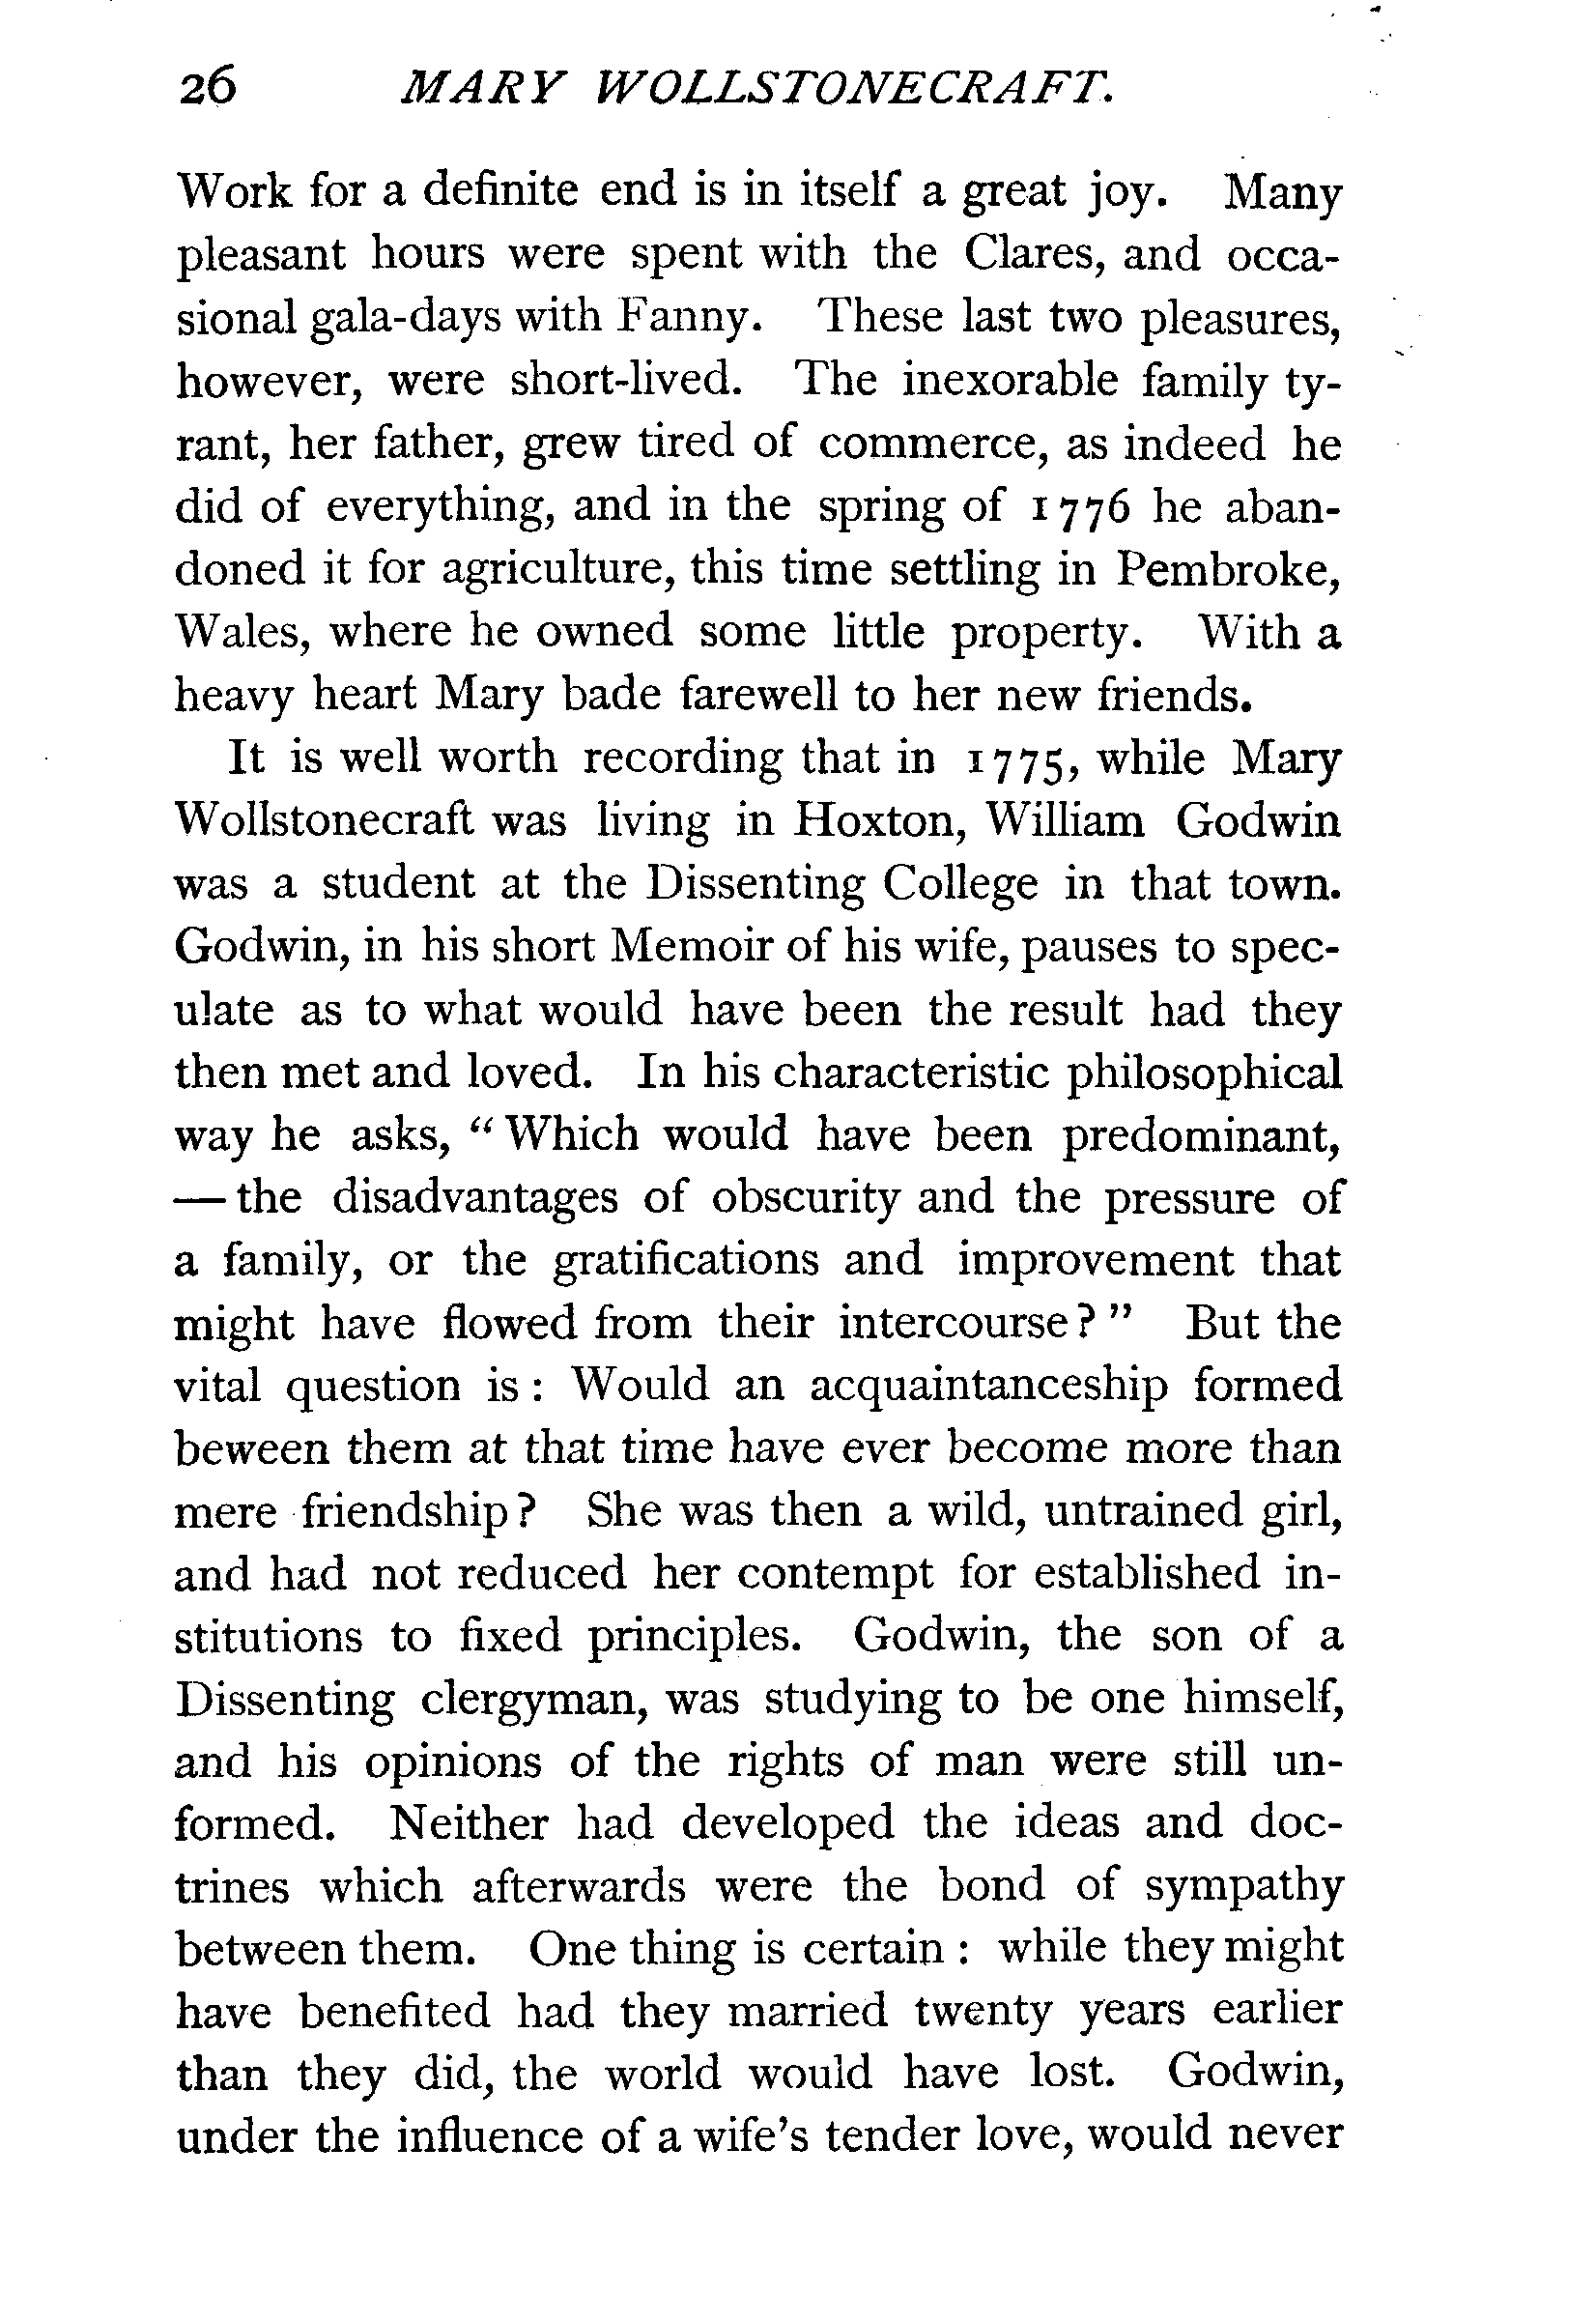 26 MARY WOLLSTONECRAFT.
Work for a definite end is in itself a great joy. Many
pleasant hours were spent with the Clares, and occa-
sional gala-days with Fanny. These last two pleasures,
however, were short-lived. The inexorable family ty-
rant, her father, grew tired of commerce, as indeed he
did of everything, and in the spring of 1776 he aban-
doned it for agriculture, this time settling in Pembroke,
Wales, where he owned some little property. With a
heavy heart Mary bade farewell to her new friends.
It is well worth recording that in 1775, while Mary
Wollstonecraft was living in Hoxton, William Godwin
was a student at the Dissenting College in that town.
Godwin, in his short Memoir of his wife, pauses to spec-
ulate as to what would have been the result had they
then met and loved. In his characteristic philosophical
way he asks, “Which would have been predominant,
— the disadvantages of obscurity and the pressure of
a family, or the gratifications and improvement that
might have flowed from their intercourse?” But the
vital question is: Would an acquaintanceship formed
beween them at that time have ever become more than
mere friendship? She was then a wild, untrained girl,
and had not reduced her contempt for established in-
stitutions to fixed principles. Godwin, the son of a
Dissenting clergyman, was studying to be one himself,
and his opinions of the rights of man were still un-
formed. Neither had developed the ideas and doc-
trines which afterwards were the bond of sympathy
between them. One thing is certain: while they might
have benefited had they married twenty years earlier
than they did, the world would have lost. Godwin,
under the influence of a wife's tender love, would never